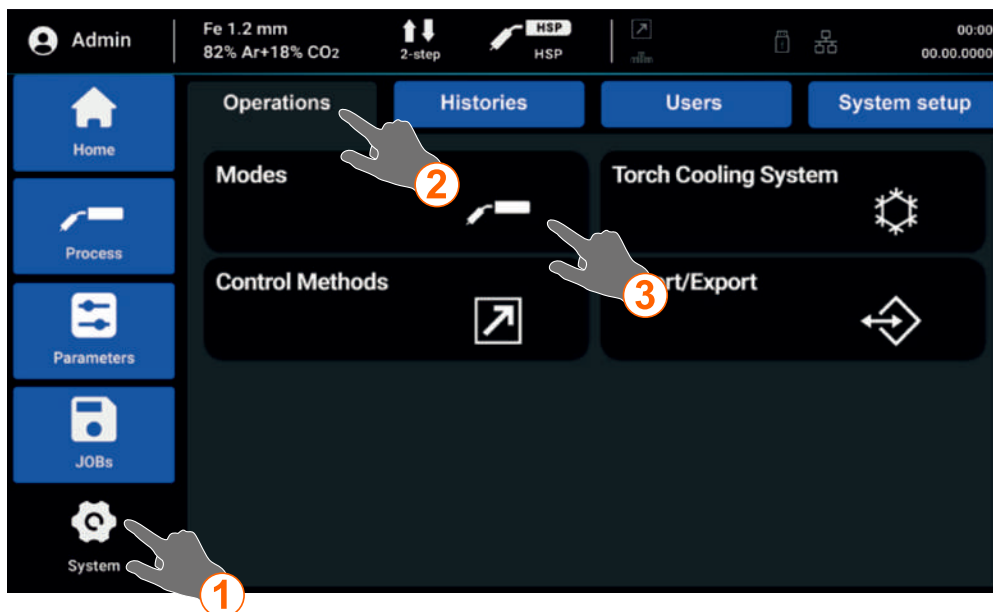 Admin
Fe 1.2 mm
82% Ar+18% CO2
2-step
HSP
HSP
00:00
00.00.0000
Home
Process
Parameters
JOBs
System
Operations
Histories
Users
System setup
Modes
Torch Cooling System
Control Methods
rt/Export
1
2
3